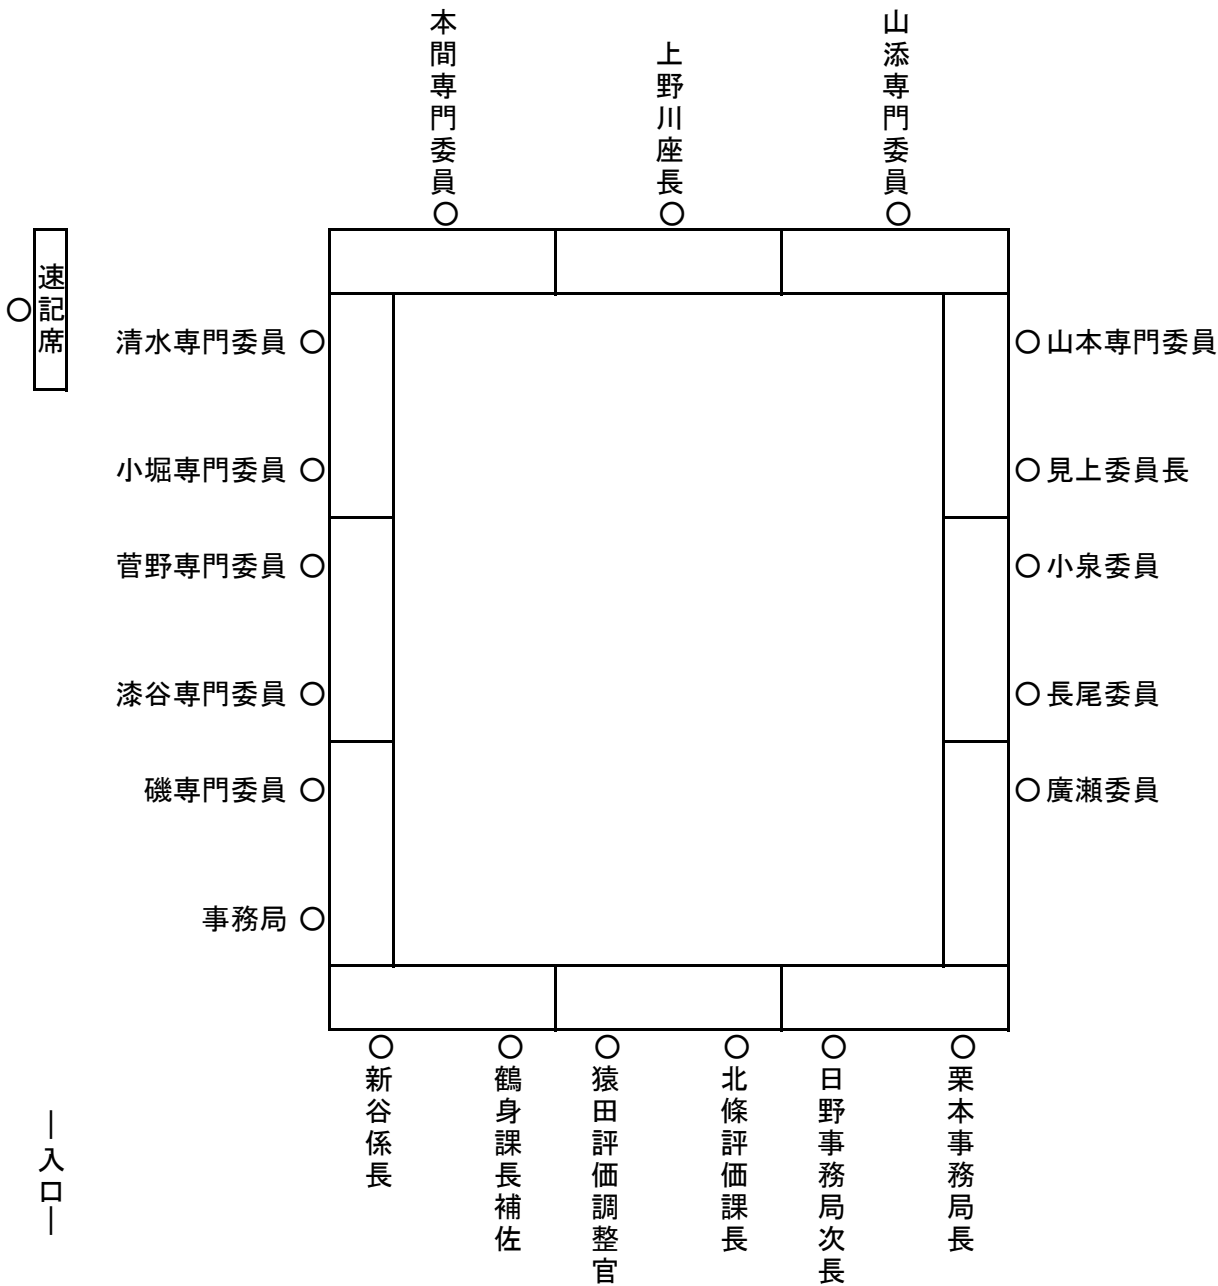 本間専門委員
上野川座長
山添専門委員
速記席
清水専門委員
山本専門委員
小堀専門委員
見上委員長
菅野専門委員
小泉委員
漆谷専門委員
長尾委員
磯専門委員
廣瀬委員
事務局
新谷係長
鶴身課長補佐
猿田評価調整官
北條評価課長
日野事務局次長
栗本事務局長
―入口―